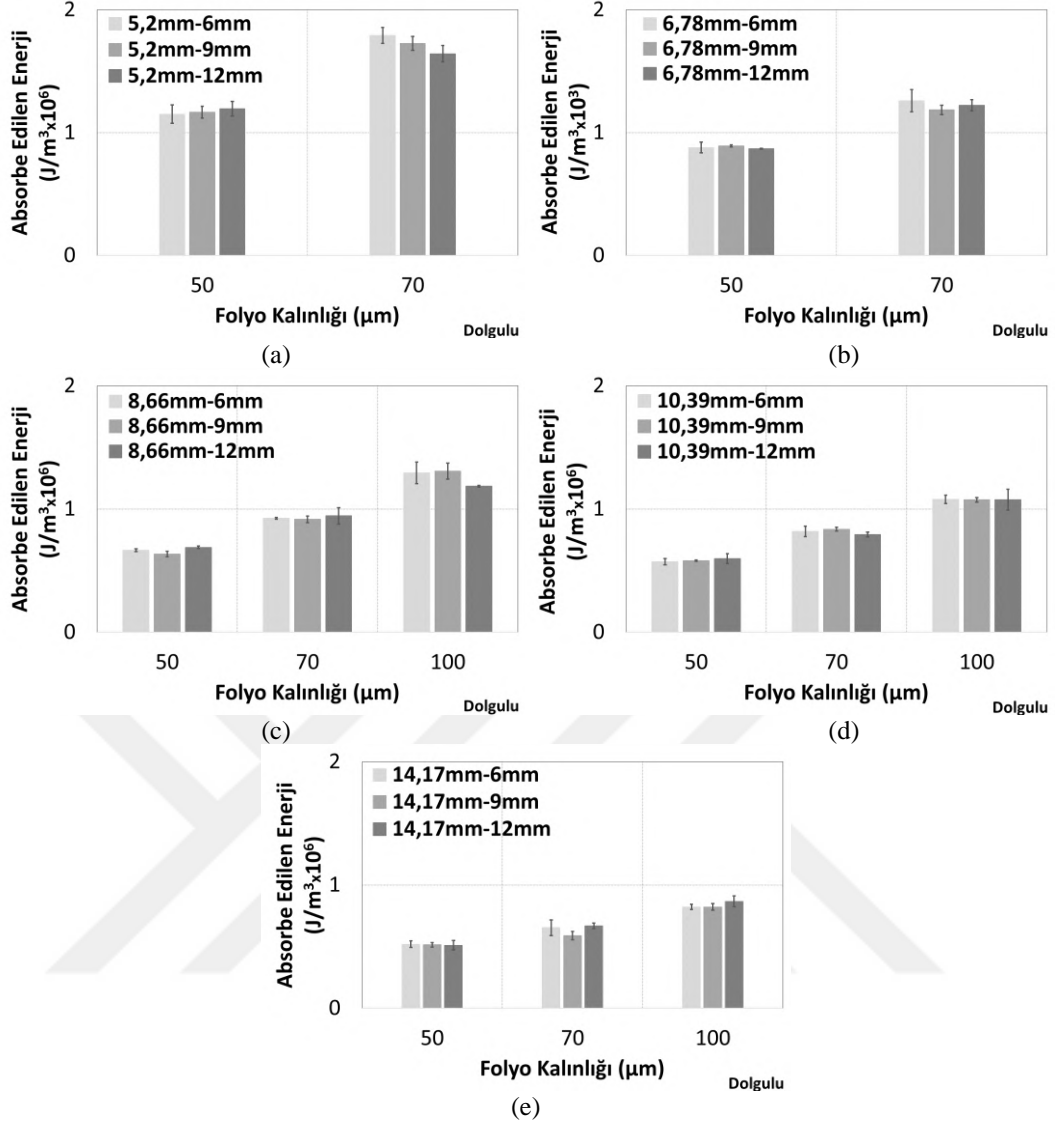 Absorbe Edilen Enerji
(J/m³x10⁶)
2
1
0
5,2mm-6mm
5,2mm-9mm
5,2mm-12mm
50
70
Folyo Kalınlığı (µm)
Dolgulu
(a)
Absorbe Edilen Enerji
(J/m³x10³)
2
1
0
6,78mm-6mm
6,78mm-9mm
6,78mm-12mm
50
70
Folyo Kalınlığı (µm)
Dolgulu
(b)
Absorbe Edilen Enerji
(J/m³x10⁶)
2
1
0
8,66mm-6mm
8,66mm-9mm
8,66mm-12mm
50
70
100
Folyo Kalınlığı (µm)
Dolgulu
(c)
Absorbe Edilen Enerji
(J/m³x10⁶)
2
1
0
10,39mm-6mm
10,39mm-9mm
10,39mm-12mm
50
70
100
Folyo Kalınlığı (µm)
Dolgulu
(d)
Absorbe Edilen Enerji
(J/m³x10⁶)
2
1
0
14,17mm-6mm
14,17mm-9mm
14,17mm-12mm
50
70
100
Folyo Kalınlığı (µm)
Dolgulu
(e)